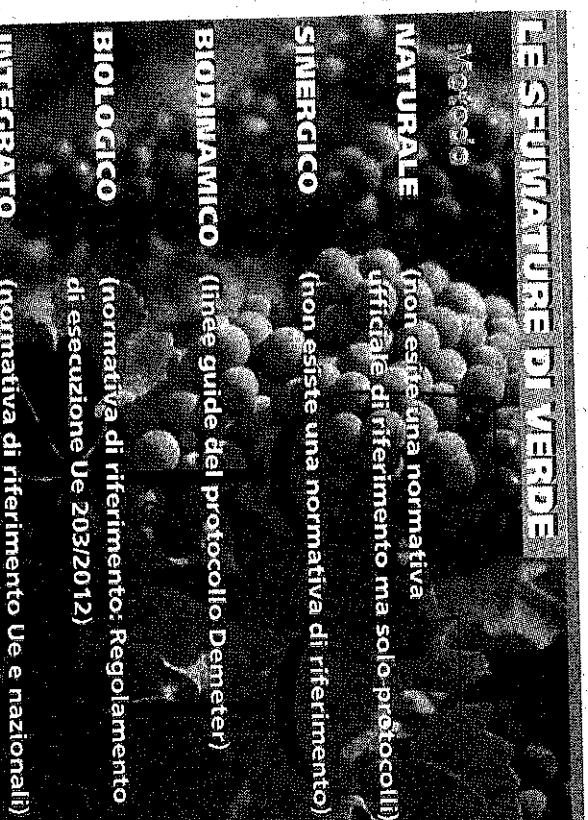 LE SFUMATURE DI VERDE
Metodo
NATURALE
(non esite una normativa
ufficiale di riferimento ma solo protocolli)
SINERGICO
(non esiste una normativa di riferimento)
BIODINAMICO
(linee guide del protocollo Demeter)
BIOLOGICO
(normativa di riferimento: Regolamento
di esecuzione Ue 203/2012)
INTEGRATO
(normativa di riferimento Ue e nazionali)